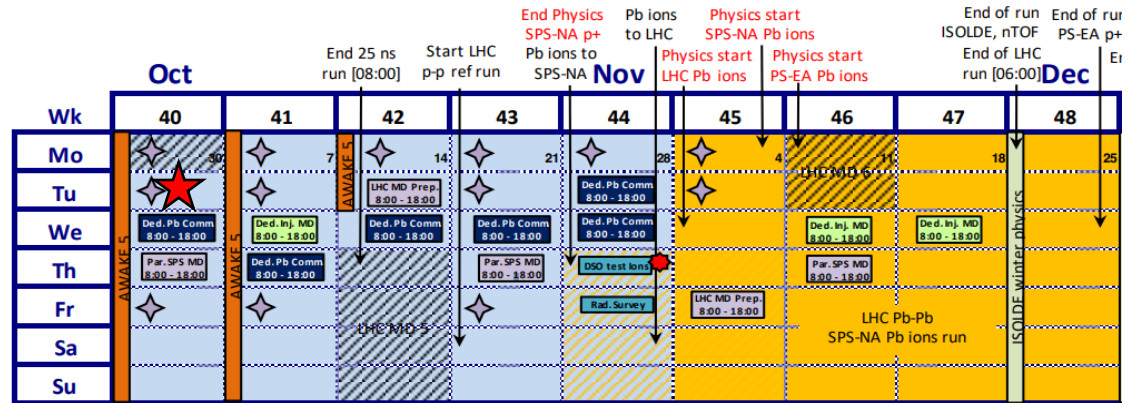 End Physics
SPS-NA p+
Pb ions to
SPS-NA
Pb ions
to LHC
Physics start
SPS-NA Pb ions
End of run
ISOLDE, nTOF
End of LHC
run [06:00]
End of run
PS-EA p+
End 25 ns
run [08:00]
Start LHC
p-p ref run
Physics start
LHC Pb ions
Physics start
PS-EA Pb ions
Oct
Nov
Dec
Wk 40 41 42 43 44 45 46 47 48
Mo 30 7 14 21 28 4 11 18 25
LHC MD 6
Tu
LHC MD Prep.
8:00 - 18:00
Ded. Pb Comm.
8:00 - 18:00
We
Ded. Pb Comm
8:00 - 18:00
Ded. Inj. MD
8:00 - 18:00
Ded. Pb Comm
8:00 - 18:00
Ded. Pb Comm
8:00 - 18:00
Ded. Pb Comm
8:00 - 18:00
Ded. Inj. MD
8:00 - 18:00
Ded. Inj. MD
8:00 - 18:00
Th
Par. SPS MD
8:00 - 18:00
Ded. Pb Comm.
8:00 - 18:00
Par. SPS MD
8:00 - 18:00
DSO test Ions
Par. SPS MD
8:00 - 18:00
Fr
Rad. Survey
LHC MD Prep.
8:00 - 18:00
LHC MD 5
LHC Pb-Pb
SPS-NA Pb ions run
Sa
Su
AWAKE 5
AWAKE 5
AWAKE 5
ISOLDE winter physics